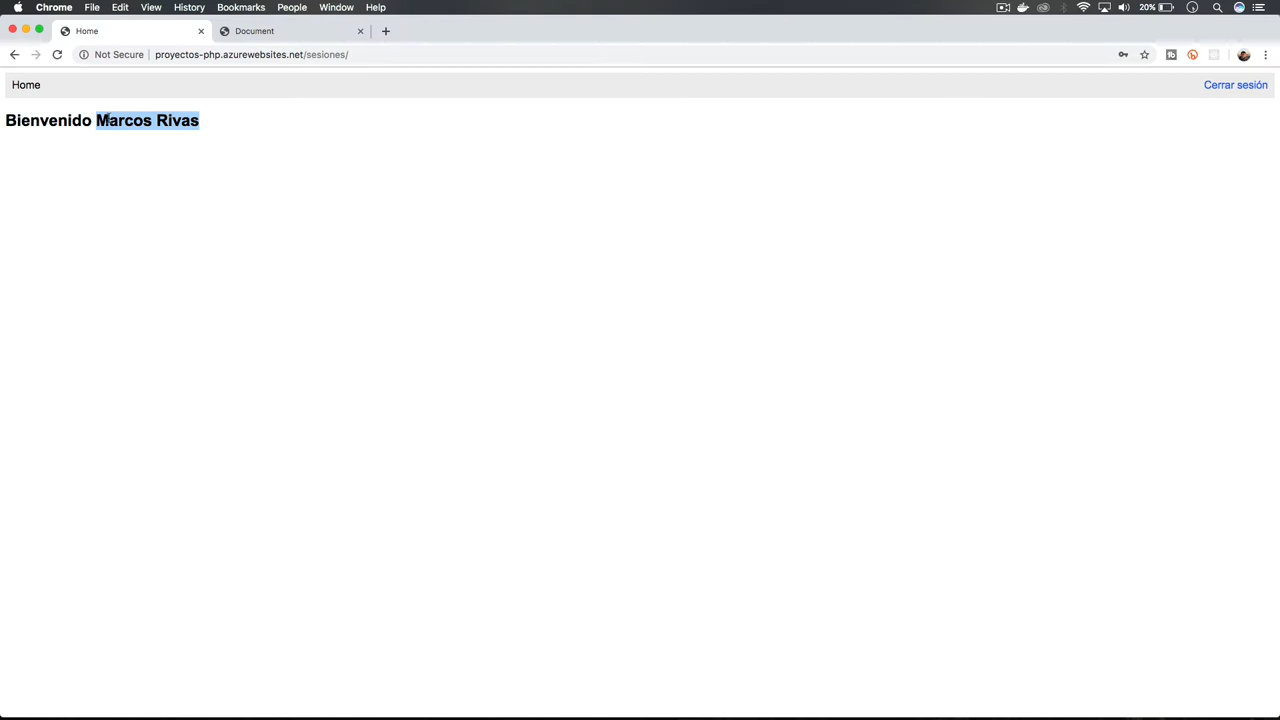 Chrome File Edit View History Bookmarks People Window Help 20%
Home Document
Not Secure proyectos-php.azurewebsites.net/sesiones/
Home Cerrar sesión
Bienvenido Marcos Rivas